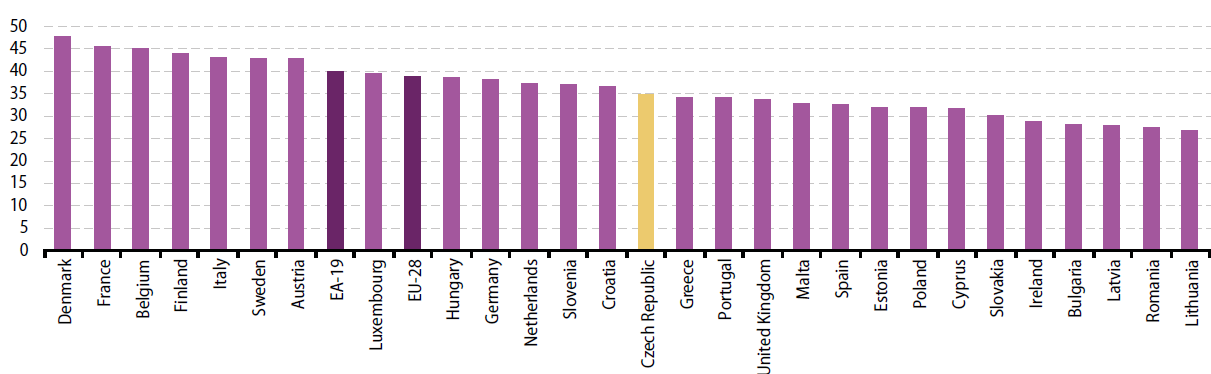 50
45
40
35
30
25
20
15
10
5
0
Denmark
France
Belgium
Finland
Italy
Sweden
Austria
EA-19
Luxembourg
EU-28
Hungary
Germany
Netherlands
Slovenia
Croatia
Czech Republic
Greece
Portugal
United Kingdom
Malta
Spain
Estonia
Poland
Cyprus
Slovakia
Ireland
Bulgaria
Latvia
Romania
Lithuania